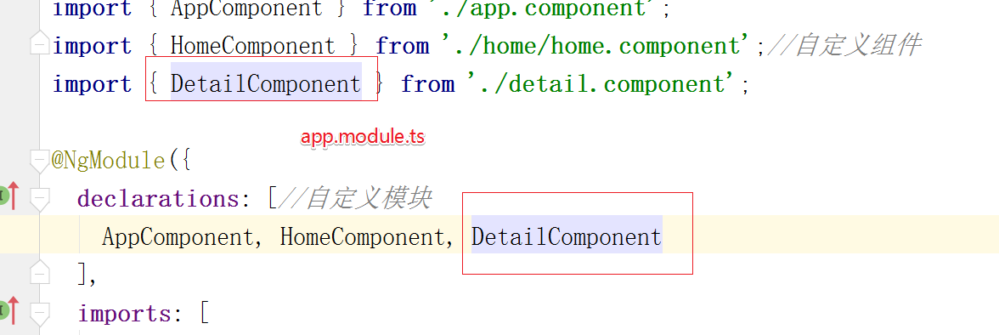 import { AppComponent } from './app.component';
import { HomeComponent } from './home/home.component';//自定义组件
import { DetailComponent } from './detail.component';
app.module.ts
@NgModule({
declarations: [//自定义模块
AppComponent, HomeComponent, DetailComponent
],
imports: [